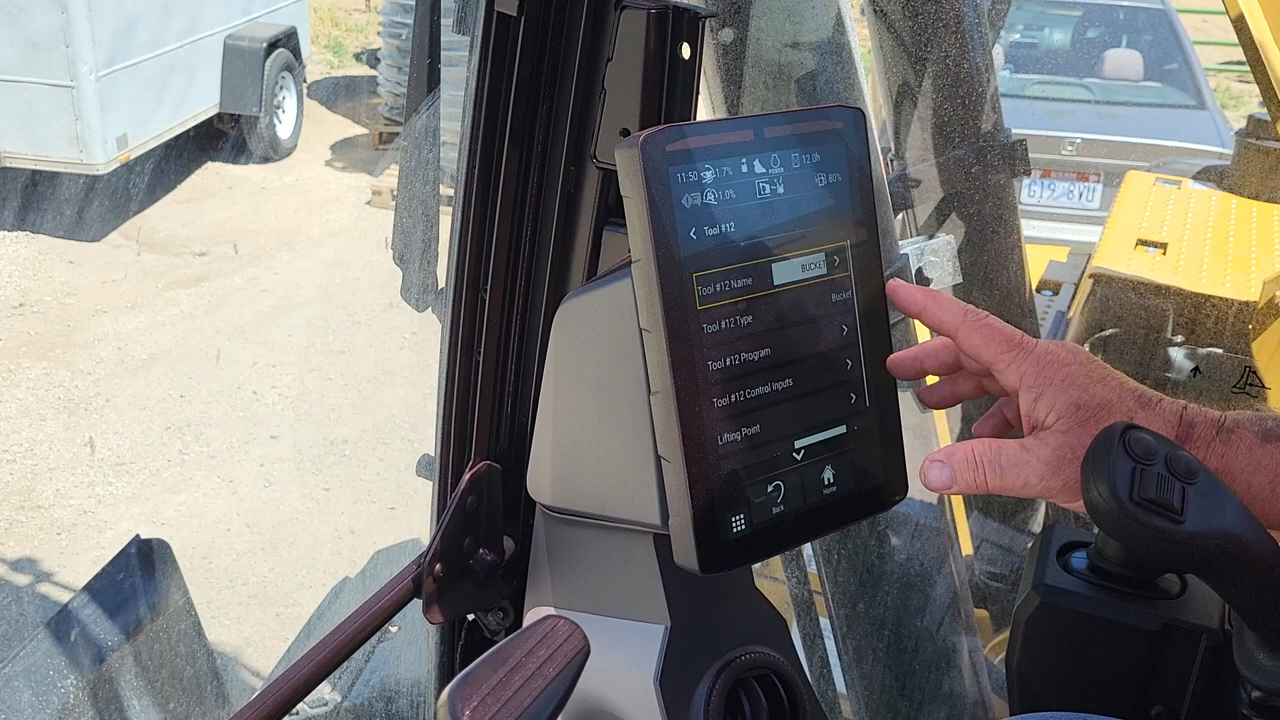 11:50 1.7% POWER 12.0h
1.0% 80%
Tool #12
Tool #12 Name BUCKET
Tool #12 Type Bucket
Tool #12 Program
Tool #12 Control Inputs
Lifting Point
Back Home
G19 8VU